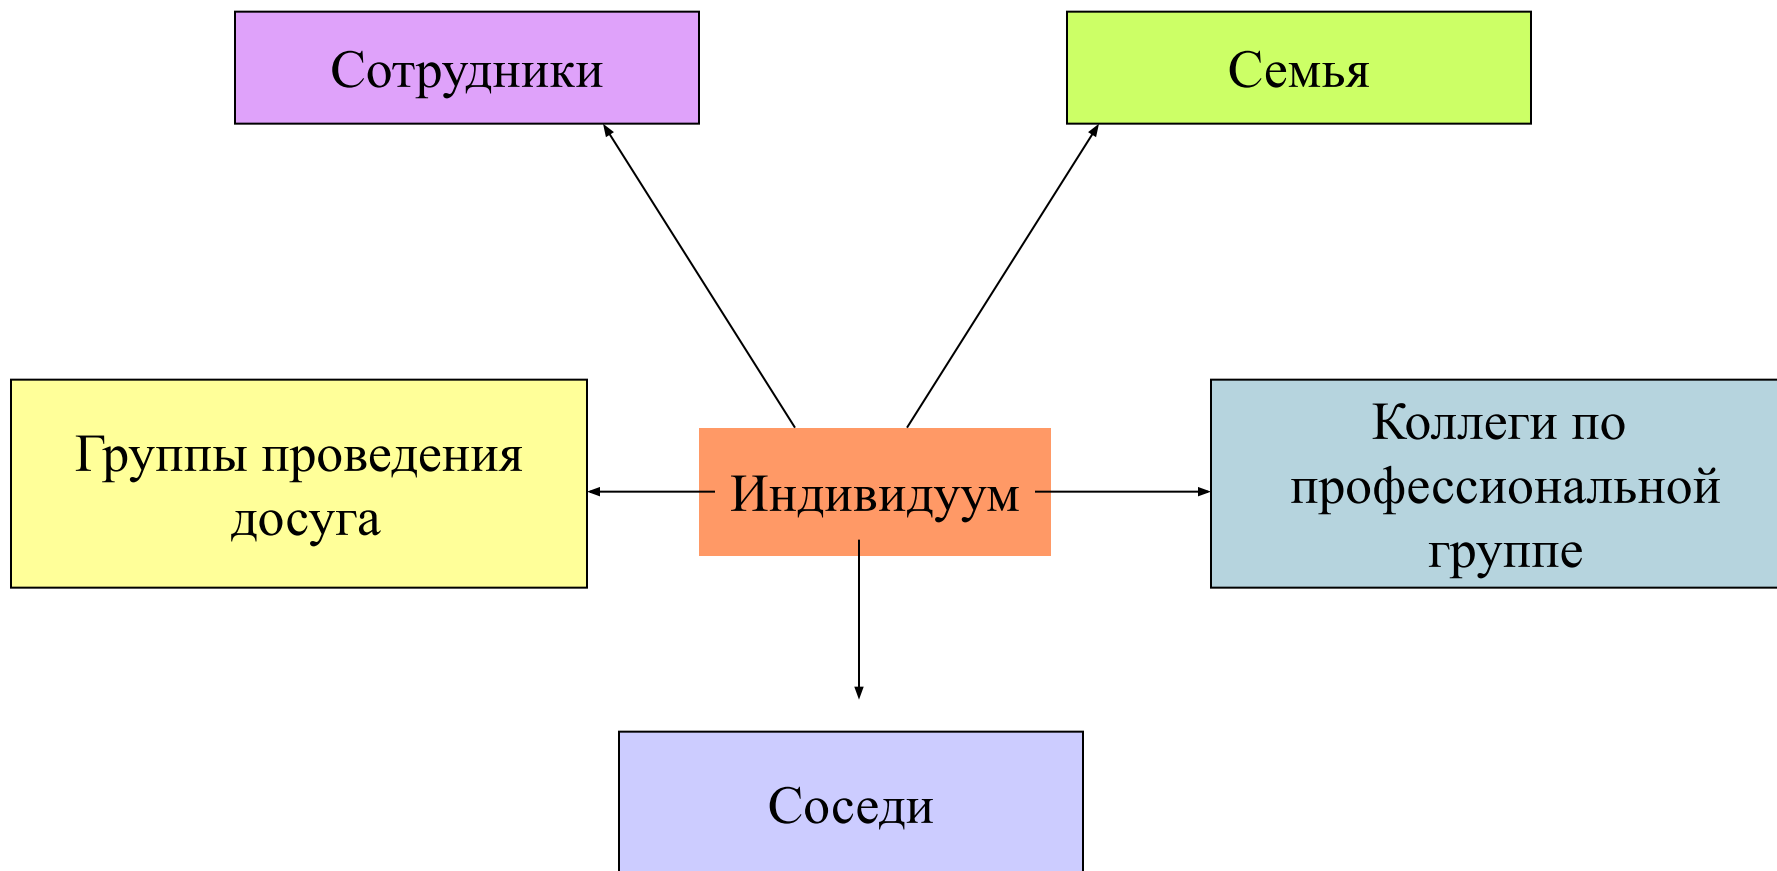 Сотрудники
Семья
Группы проведения
досуга
Индивидуум
Коллеги по
профессиональной
группе
Соседи